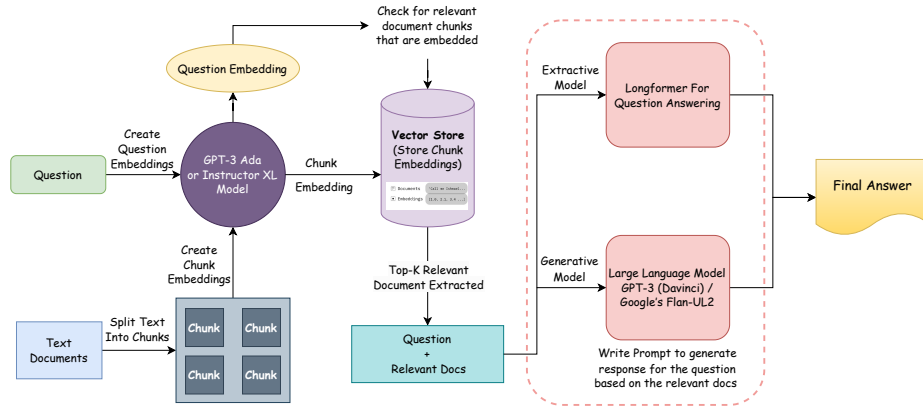 Check for relevant
document chunks
that are embedded
Question Embedding
Create
Question
Embeddings
Question
GPT-3 Ada
or Instructor XL
Model
Chunk
Embedding
Vector Store
(Store Chunk
Embeddings)
Documents
Embeddings
Create
Chunk
Embeddings
Text
Documents
Split Text
Into Chunks
Chunk
Chunk
Chunk
Chunk
Top-K Relevant
Document Extracted
Question
+
Relevant Docs
Extractive
Model
Longformer For
Question Answering
Generative
Model
Large Language Model
GPT-3 (Davinci) /
Google's Flan-UL2
Write Prompt to generate
response for the question
based on the relevant docs
Final Answer